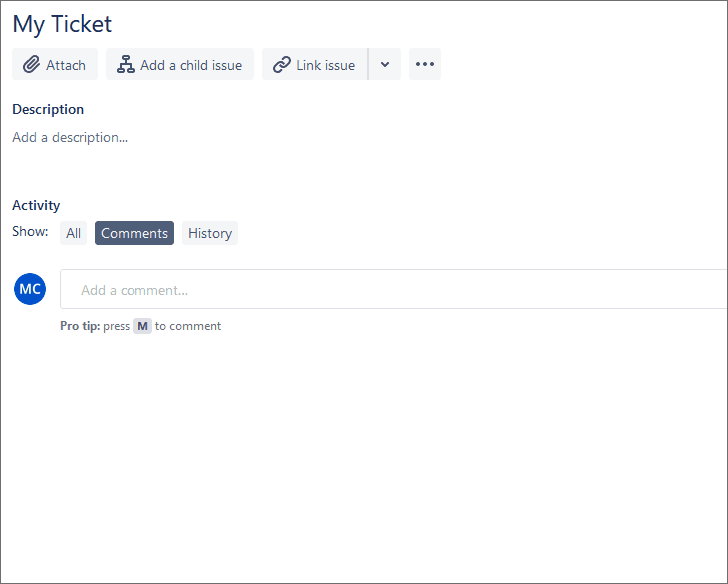 My Ticket
Attach Add a child issue Link issue
Description
Add a description...
Activity
Show: All Comments History
MC Add a comment...
Pro tip: press M to comment